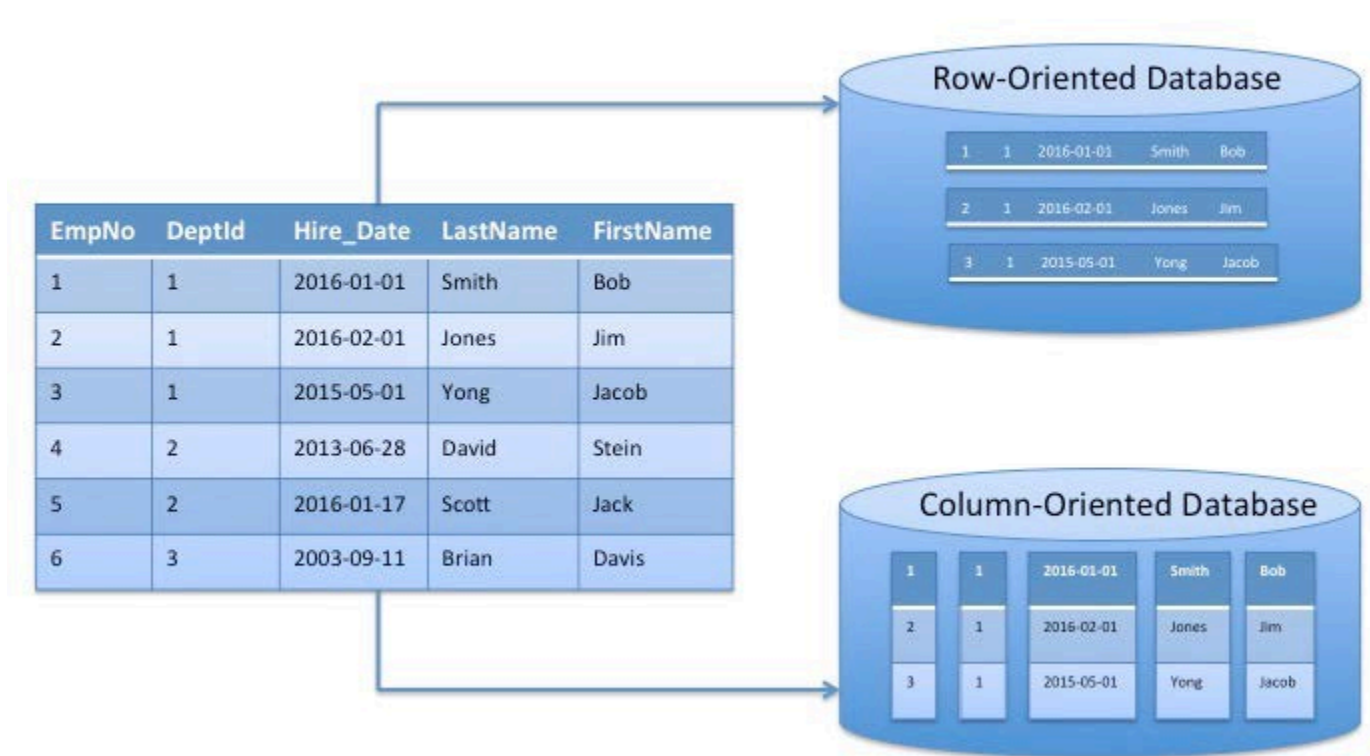 Row-Oriented Database
1 1 2016-01-01 Smith Bob
2 1 2016-02-01 Jones Jim
3 1 2015-05-01 Yong Jacob
EmpNo DeptId Hire_Date LastName FirstName
1 1 2016-01-01 Smith Bob
2 1 2016-02-01 Jones Jim
3 1 2015-05-01 Yong Jacob
4 2 2013-06-28 David Stein
5 2 2016-01-17 Scott Jack
6 3 2003-09-11 Brian Davis
Column-Oriented Database
1 1 2016-01-01 Smith Bob
2 1 2016-02-01 Jones Jim
3 1 2015-05-01 Yong Jacob